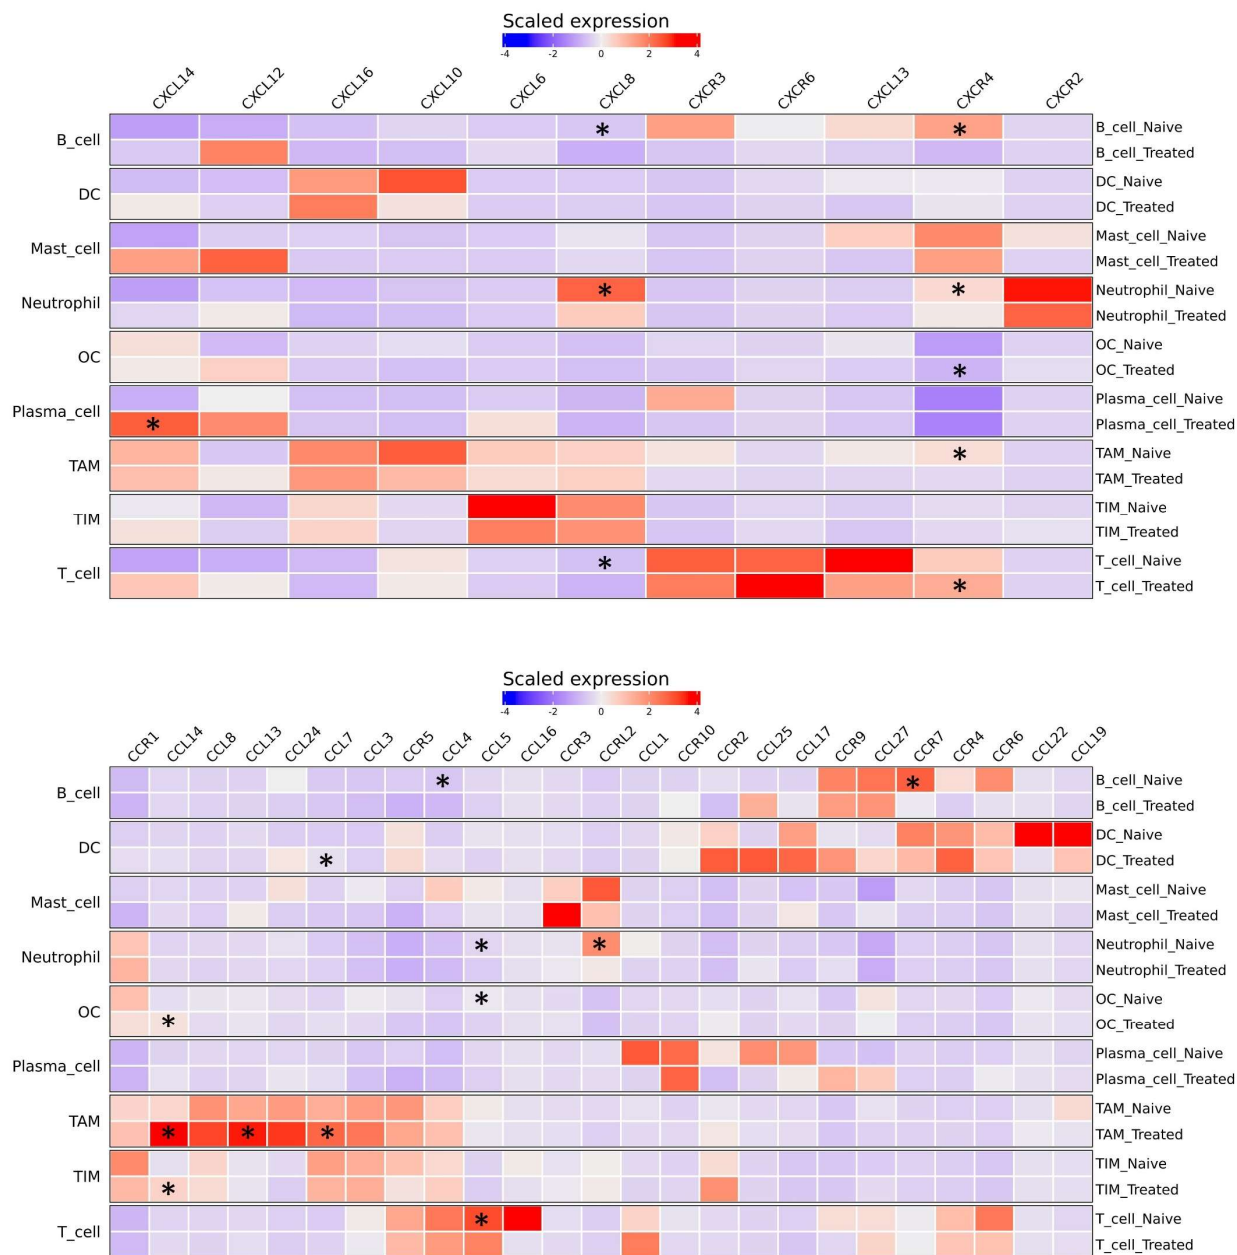 Scaled expression
-4 -2 0 2 4
CXCL14 CXCL12 CXCL16 CXCL10 CXCL6 CXCL8 CXCR3 CXCR6 CXCL13 CXCR4 CXCR2
B_cell
* * B_cell_Naive
B_cell_Treated
DC
DC_Naive
DC_Treated
Mast_cell
Mast_cell_Naive
Mast_cell_Treated
Neutrophil
* * Neutrophil_Naive
Neutrophil_Treated
OC
OC_Naive
* OC_Treated
Plasma_cell
Plasma_cell_Naive
* Plasma_cell_Treated
TAM
* TAM_Naive
TAM_Treated
TIM
TIM_Naive
TIM_Treated
T_cell
* T_cell_Naive
* T_cell_Treated
Scaled expression
-4 -2 0 2 4
CCR1 CCL14 CCL8 CCL13 CCL24 CCL7 CCL3 CCR5 CCL4 CCL5 CCL16 CCR3 CCRL2 CCL1 CCR10 CCR2 CCL25 CCL17 CCR9 CCL27 CCR7 CCR4 CCR6 CCL22 CCL19
B_cell
* * B_cell_Naive
B_cell_Treated
DC
DC_Naive
* DC_Treated
Mast_cell
Mast_cell_Naive
Mast_cell_Treated
Neutrophil
* * Neutrophil_Naive
Neutrophil_Treated
OC
* OC_Naive
* OC_Treated
Plasma_cell
Plasma_cell_Naive
Plasma_cell_Treated
TAM
TAM_Naive
* * * TAM_Treated
TIM
TIM_Naive
* TIM_Treated
T_cell
* T_cell_Naive
T_cell_Treated